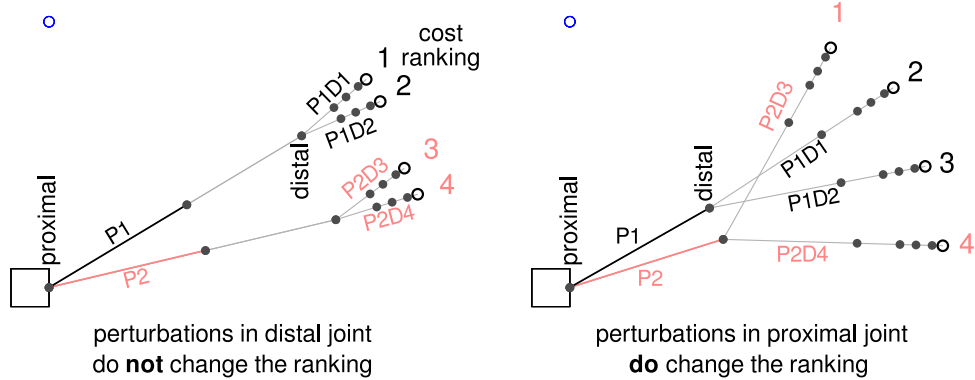 cost
ranking
1
2
3
4
P1D1
P1D2
P2D3
P2D4
distal
proximal
P1
P2
perturbations in distal joint
do not change the ranking
1
2
3
4
P2D3
P1D1
P1D2
P2D4
distal
proximal
P1
P2
perturbations in proximal joint
do change the ranking